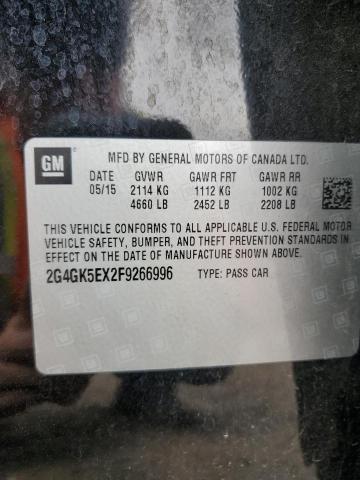 GM
MFD BY GENERAL MOTORS OF CANADA LTD.
DATE GVWR GAWR FRT GAWR RR
05/15 2114 KG 1112 KG 1002 KG
4660 LB 2452 LB 2208 LB
THIS VEHICLE CONFORMS TO ALL APPLICABLE U.S. FEDERAL MOTOR
VEHICLE SAFETY, BUMPER, AND THEFT PREVENTION STANDARDS IN
EFFECT ON THE DATE OF MANUFACTURE SHOWN ABOVE.
2G4GK5EX2F9266996 TYPE: PASS CAR